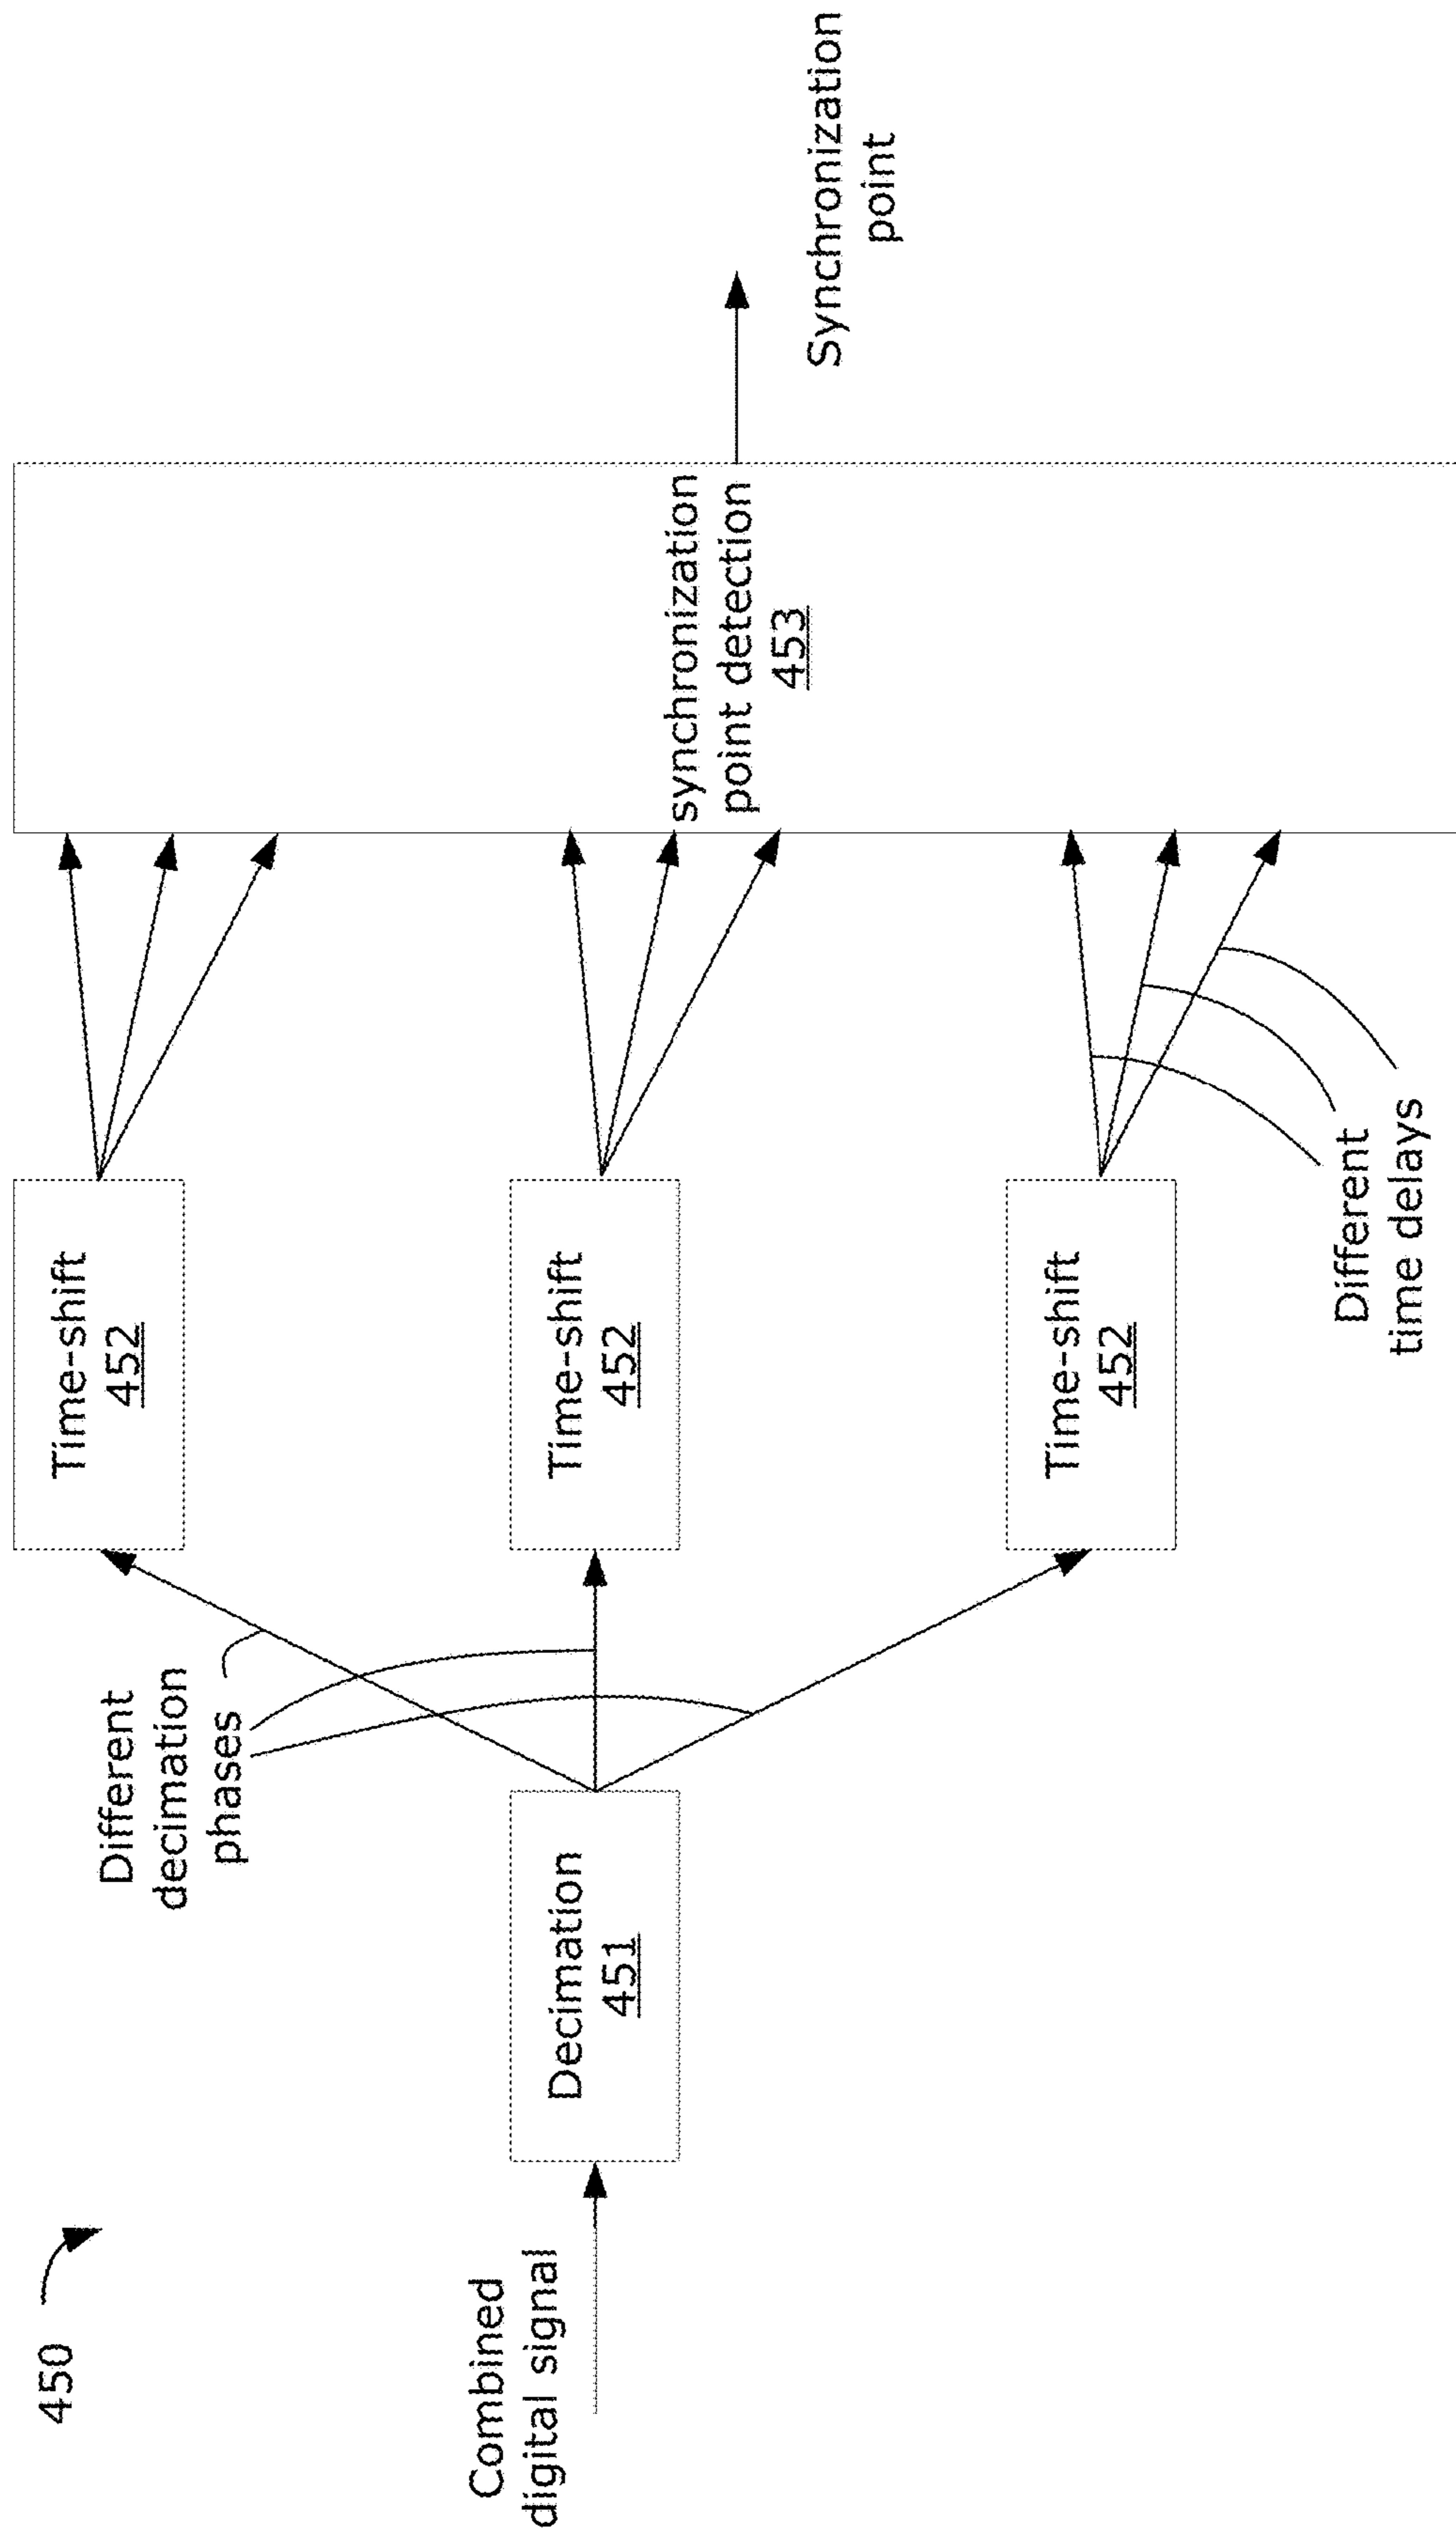 450
Combined
digital signal
Decimation
451
Different
decimation
phases
Time-shift
452
Time-shift
452
Time-shift
452
Different
time delays
synchronization
point detection
453
Synchronization
point